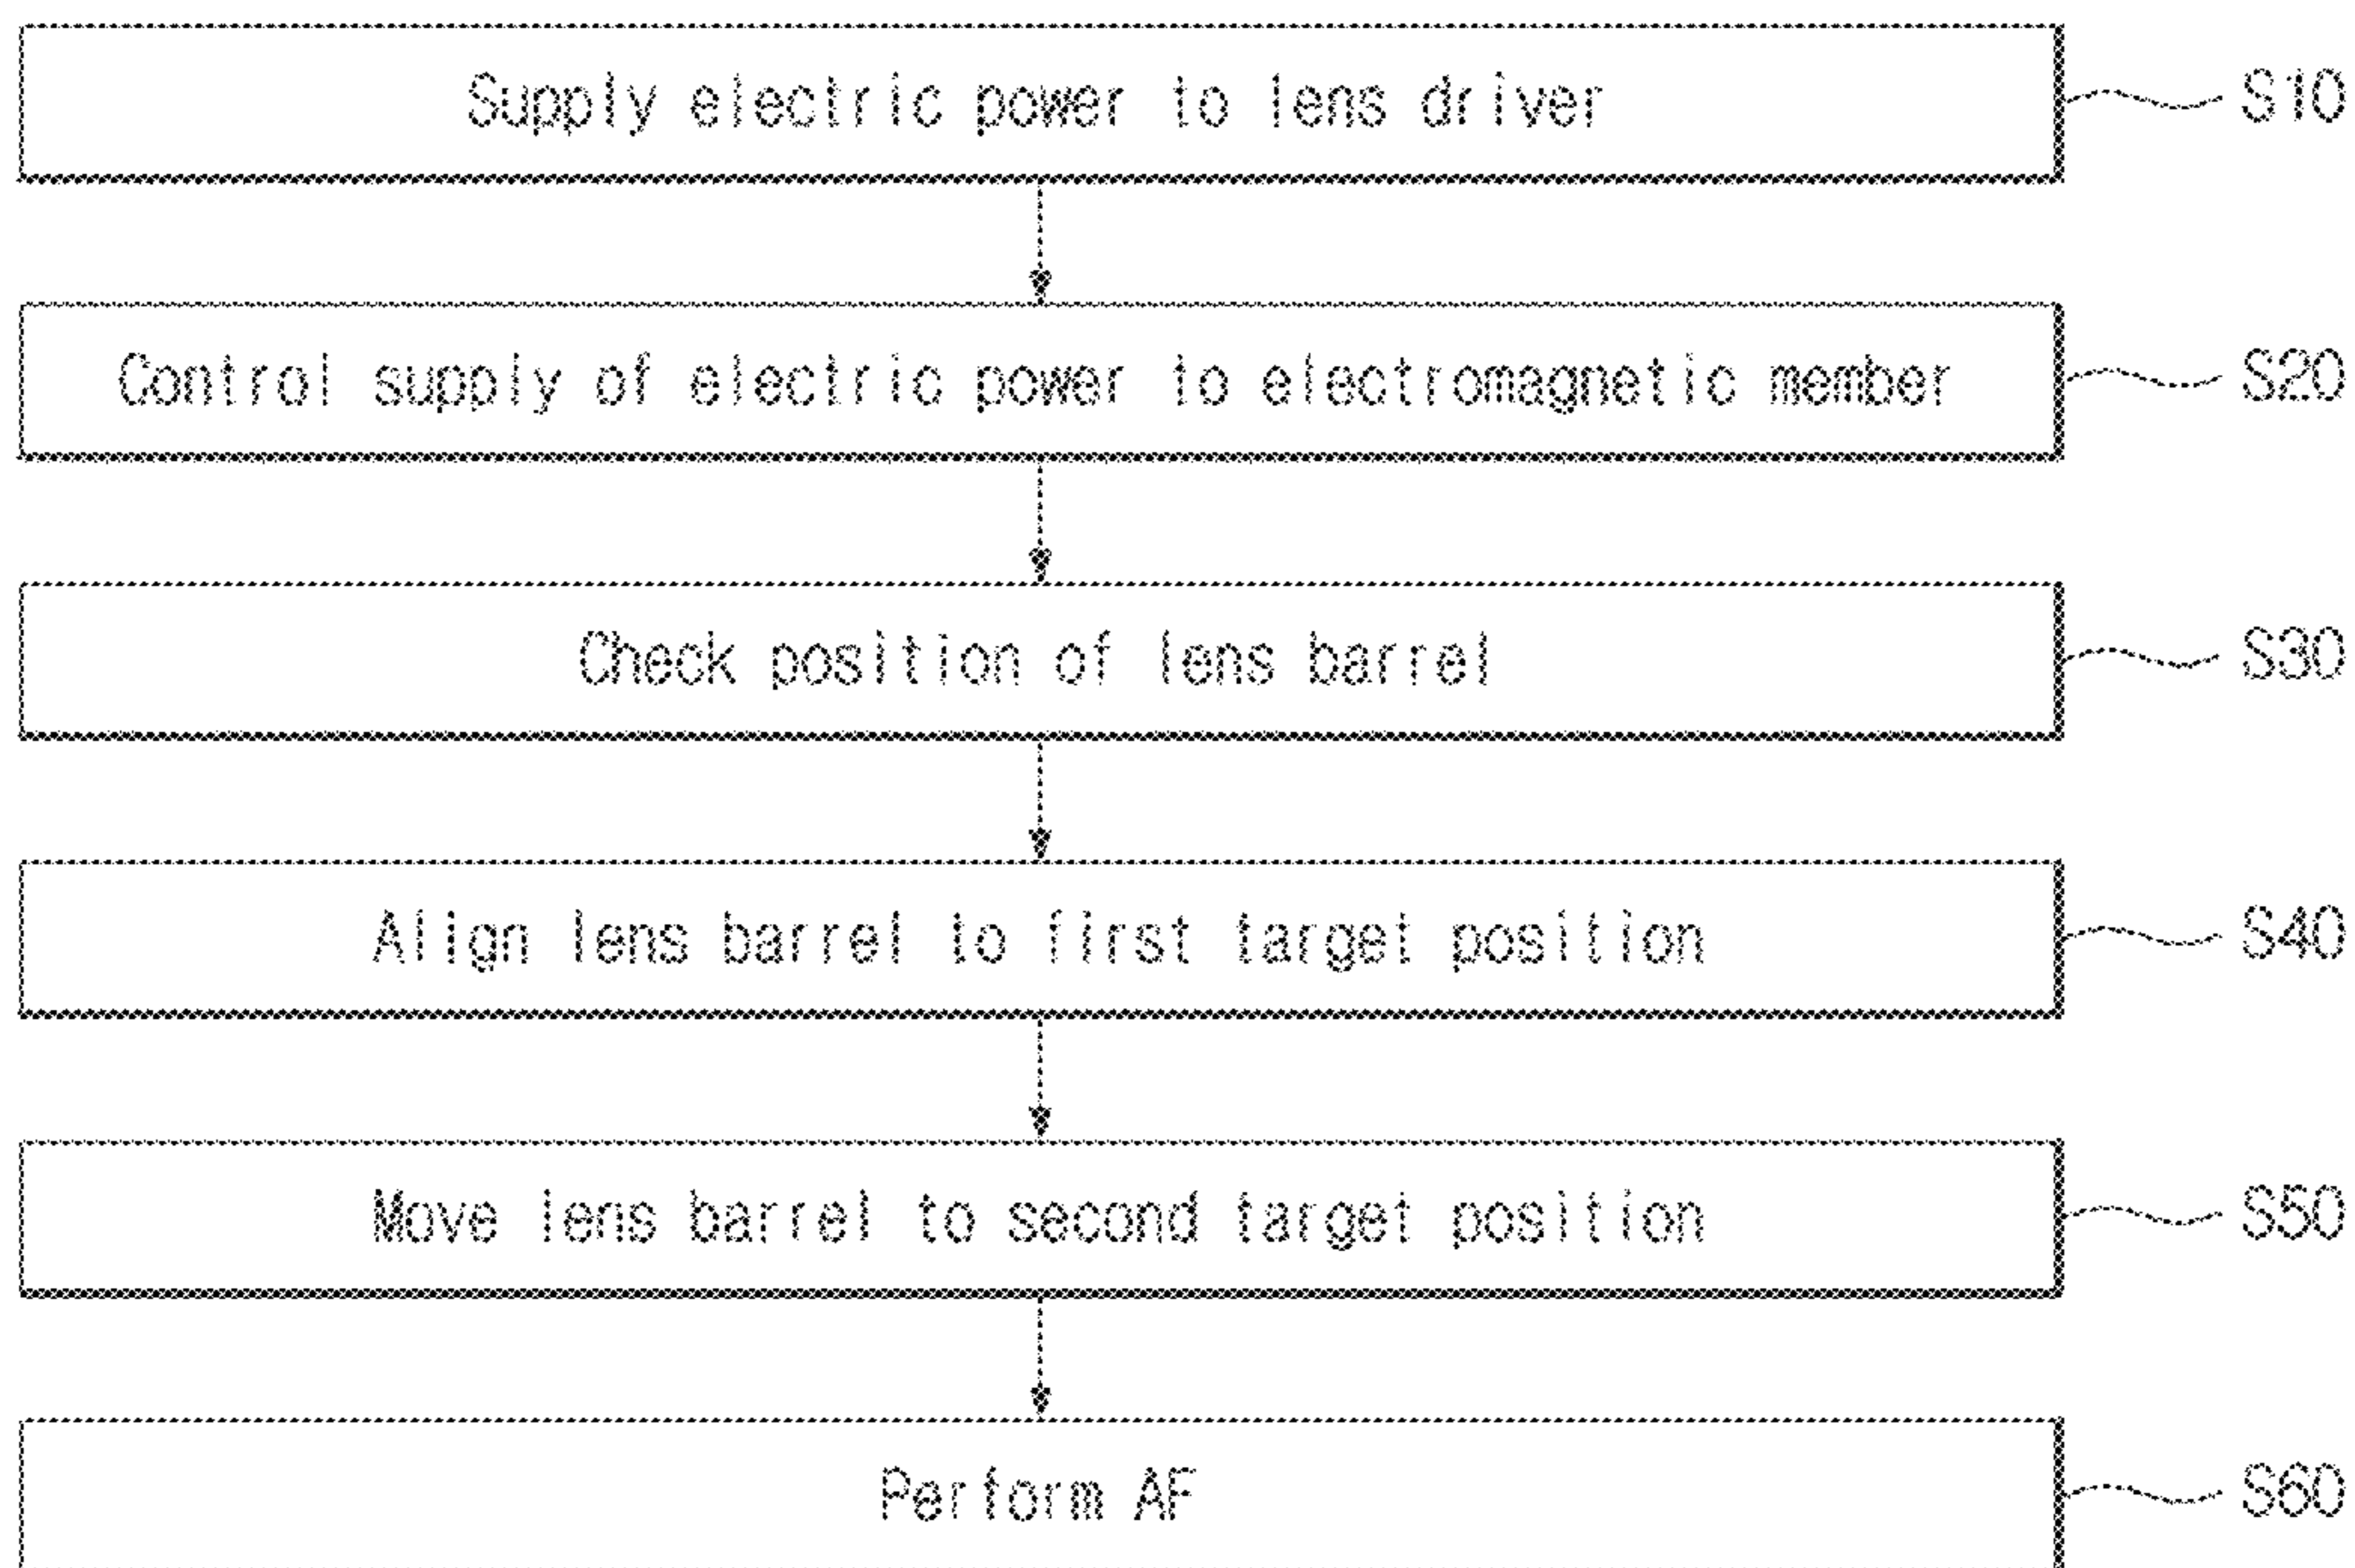 Supply electric power to lens driver S10
Control supply of electric power to electromagnetic member S20
Check position of lens barrel S30
Align lens barrel to first target position S40
Move lens barrel to second target position S50
Perform AF S60